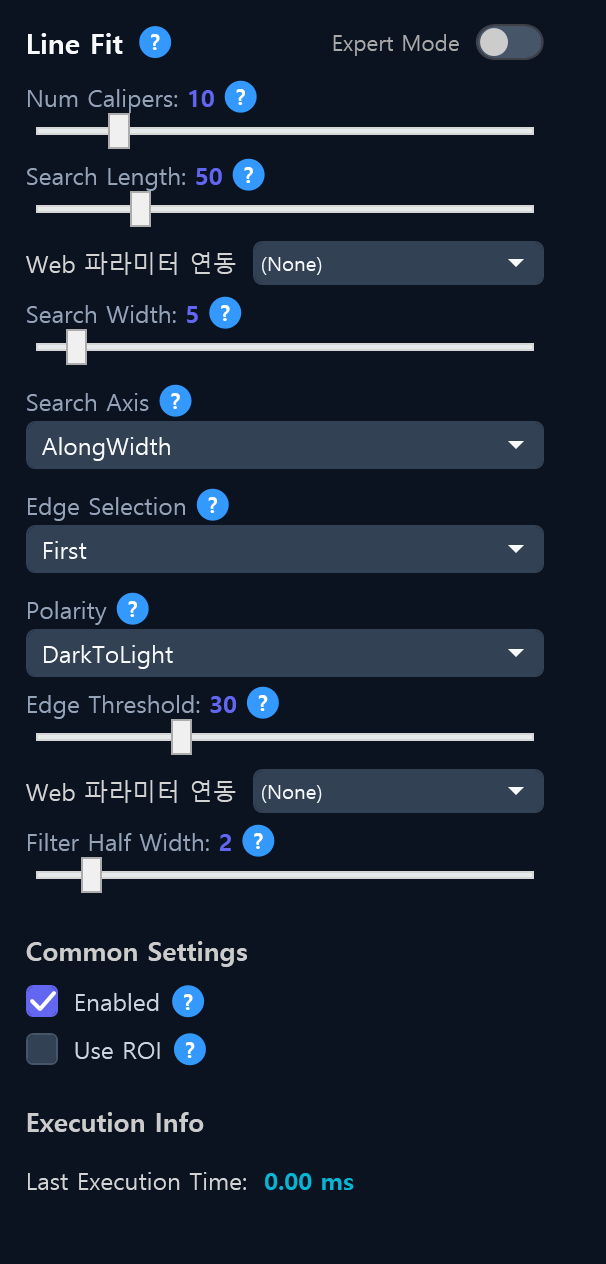 Line Fit ? Expert Mode
Num Calipers: 10 ?
Search Length: 50 ?
Web 파라미터 연동 (None)
Search Width: 5 ?
Search Axis ?
AlongWidth
Edge Selection ?
First
Polarity ?
DarkToLight
Edge Threshold: 30 ?
Web 파라미터 연동 (None)
Filter Half Width: 2 ?
Common Settings
Enabled ?
Use ROI ?
Execution Info
Last Execution Time: 0.00 ms